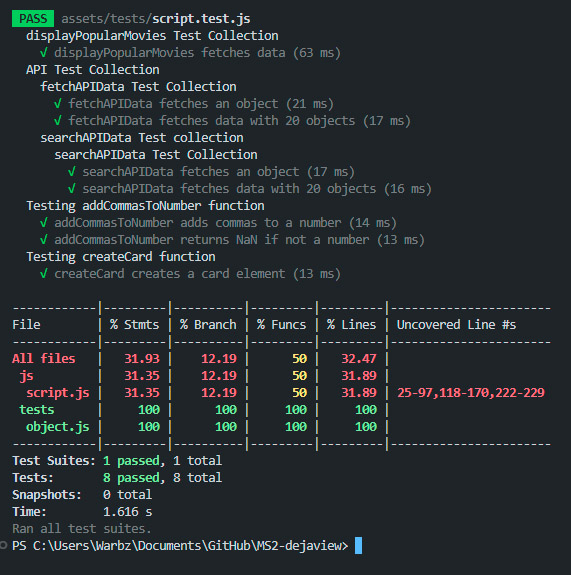 PASS assets/tests/script.test.js
displayPopularMovies Test Collection
√ displayPopularMovies fetches data (63 ms)
API Test Collection
fetchAPIData Test Collection
√ fetchAPIData fetches an object (21 ms)
√ fetchAPIData fetches data with 20 objects (17 ms)
searchAPIData Test collection
searchAPIData Test Collection
√ searchAPIData fetches an object (17 ms)
√ searchAPIData fetches data with 20 objects (16 ms)
Testing addCommasToNumber function
√ addCommasToNumber adds commas to a number (14 ms)
√ addCommasToNumber returns NaN if not a number (13 ms)
Testing createCard function
√ createCard creates a card element (13 ms)
------------|---------|----------|---------|---------|---------------------
File | % Stmts | % Branch | % Funcs | % Lines | Uncovered Line #s
------------|---------|----------|---------|---------|---------------------
All files | 31.93 | 12.19 | 50 | 32.47 |
js | 31.35 | 12.19 | 50 | 31.89 |
script.js | 31.35 | 12.19 | 50 | 31.89 | 25-97,118-170,222-229
tests | 100 | 100 | 100 | 100 |
object.js | 100 | 100 | 100 | 100 |
------------|---------|----------|---------|---------|---------------------
Test Suites: 1 passed, 1 total
Tests: 8 passed, 8 total
Snapshots: 0 total
Time: 1.616 s
Ran all test suites.
PS C:\Users\Warbz\Documents\GitHub\MS2-dejaview>